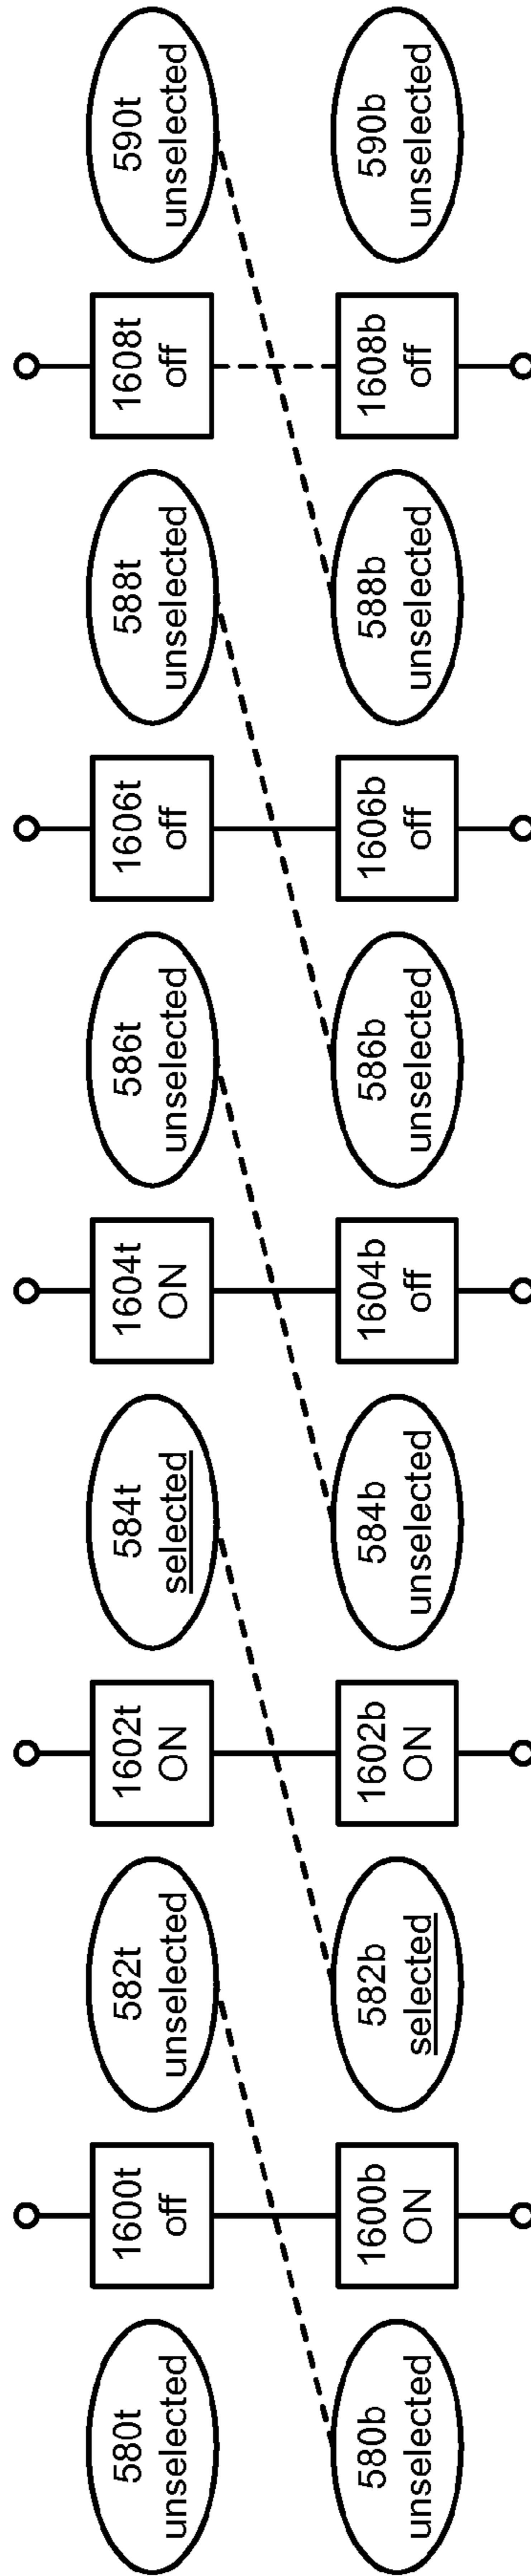 580t
unselected
1600t
off
582t
unselected
1602t
ON
584t
selected
1604t
ON
586t
unselected
1606t
off
588t
unselected
1608t
off
590t
unselected
580b
unselected
1600b
ON
582b
selected
1602b
ON
584b
unselected
1604b
off
586b
unselected
1606b
off
588b
unselected
1608b
off
590b
unselected